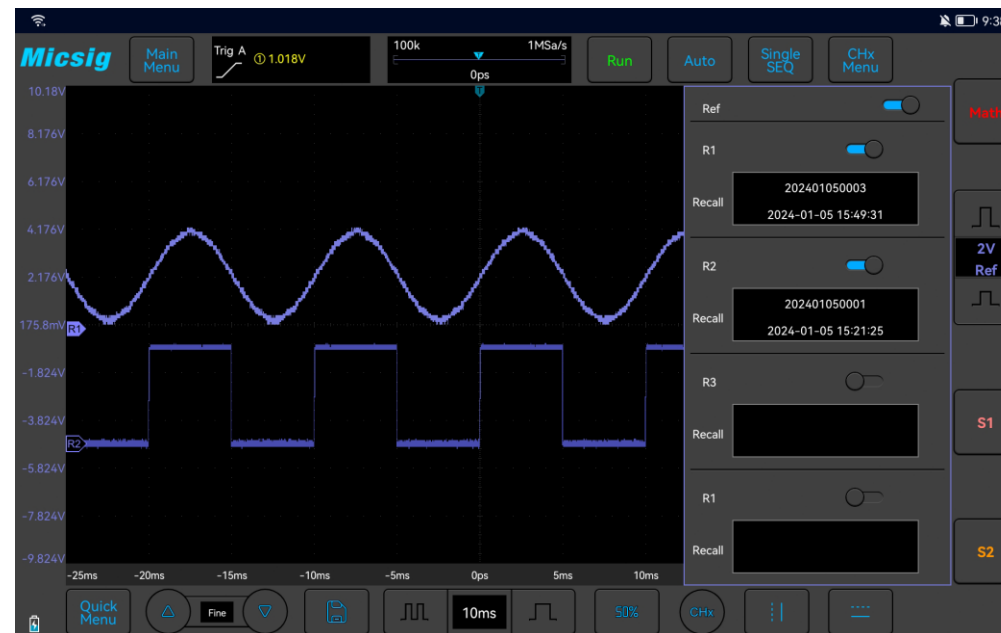 9:38
Micsig
Main
Menu
Trig A
① 1.018V
100k
1MSa/s
0ps
Run
Auto
Single
SEQ
CHx
Menu
T
10.18V
8.176V
6.176V
4.176V
2.176V
175.8mV
-1.824V
-3.824V
-5.824V
-7.824V
-9.824V
R1
R2
-25ms
-20ms
-15ms
-10ms
-5ms
0ps
5ms
10ms
Ref
R1
Recall
202401050003
2024-01-05 15:49:31
R2
Recall
202401050001
2024-01-05 15:21:25
R3
Recall
R1
Recall
Math
2V
Ref
S1
S2
Quick
Menu
Fine
10ms
50%
CHx